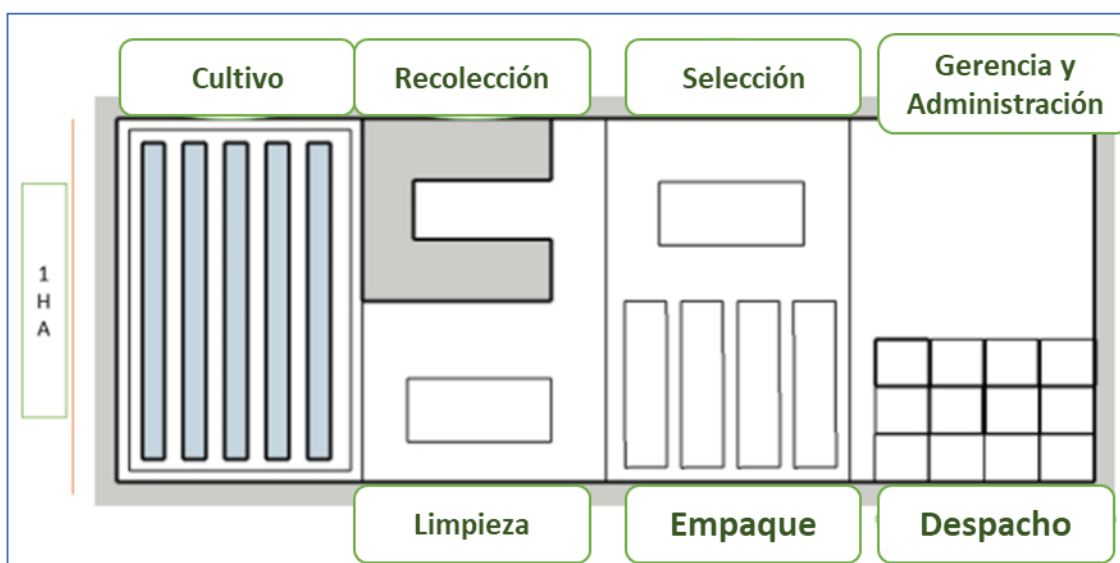 Cultivo
Recolección
Selección
Gerencia y
Administración
1
H
A
Limpieza
Empaque
Despacho